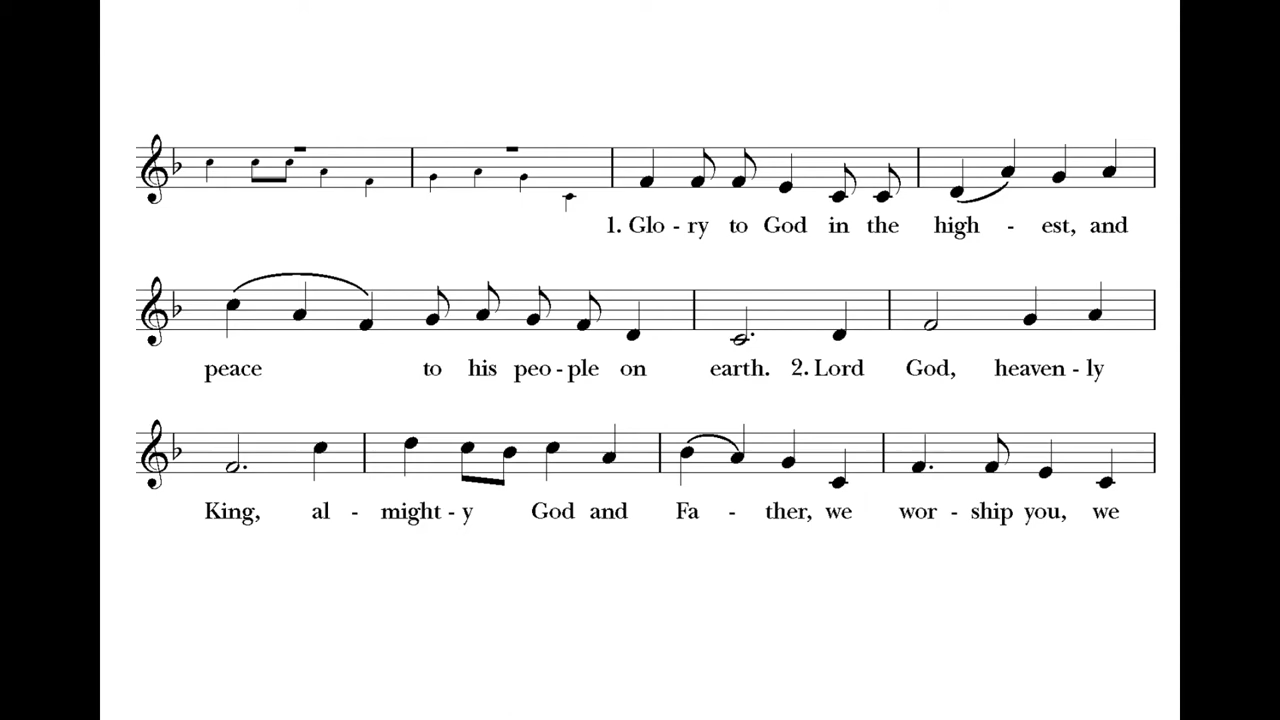 1. Glo - ry to God in the high - est, and
peace to his peo - ple on earth. 2. Lord God, heaven - ly
King, al - might - y God and Fa - ther, we wor - ship you, we